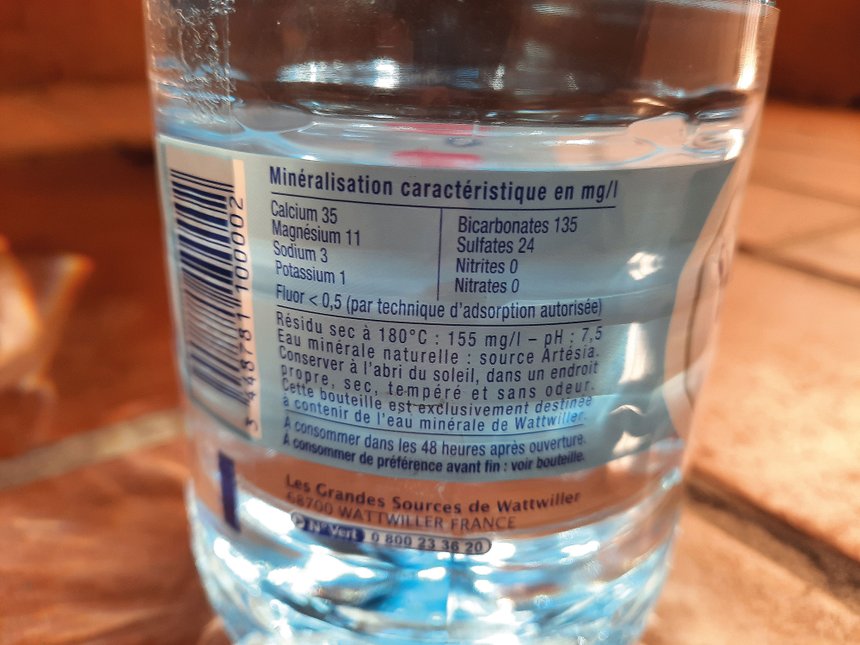 Minéralisation caractéristique en mg/l
Calcium 35
Magnésium 11
Sodium 3
Potassium 1
Bicarbonates 135
Sulfates 24
Nitrites 0
Nitrates 0
Fluor < 0,5 (par technique d'adsorption autorisée)
Résidu sec à 180°C : 155 mg/l – pH : 7,5
Eau minérale naturelle : source Artésia.
Conserver à l'abri du soleil, dans un endroit
propre, sec, tempéré et sans odeur.
Cette bouteille est exclusivement destinée
à contenir de l'eau minérale de Wattwiller.
A consommer dans les 48 heures après ouverture.
A consommer de préférence avant fin : voir bouteille.
Les Grandes Sources de Wattwiller
68700 WATTWILLER FRANCE
N° Vert 0 800 23 36 20
3 448781 100002